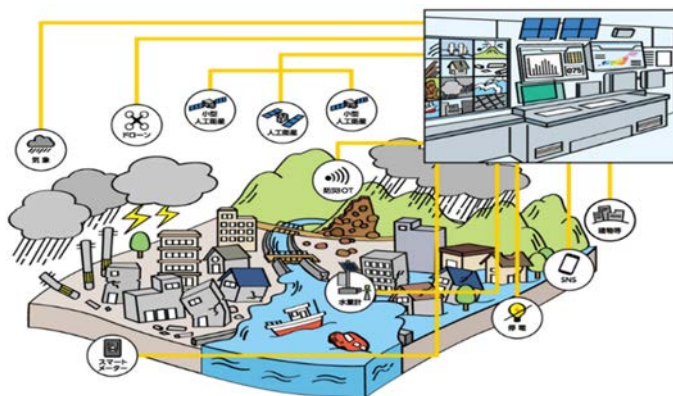 075
小型
人工衛星
人工衛星
小型
人工衛星
ドローン
気象
防災IOT
建物等
SNS
水量計
停電
スマート
メーター